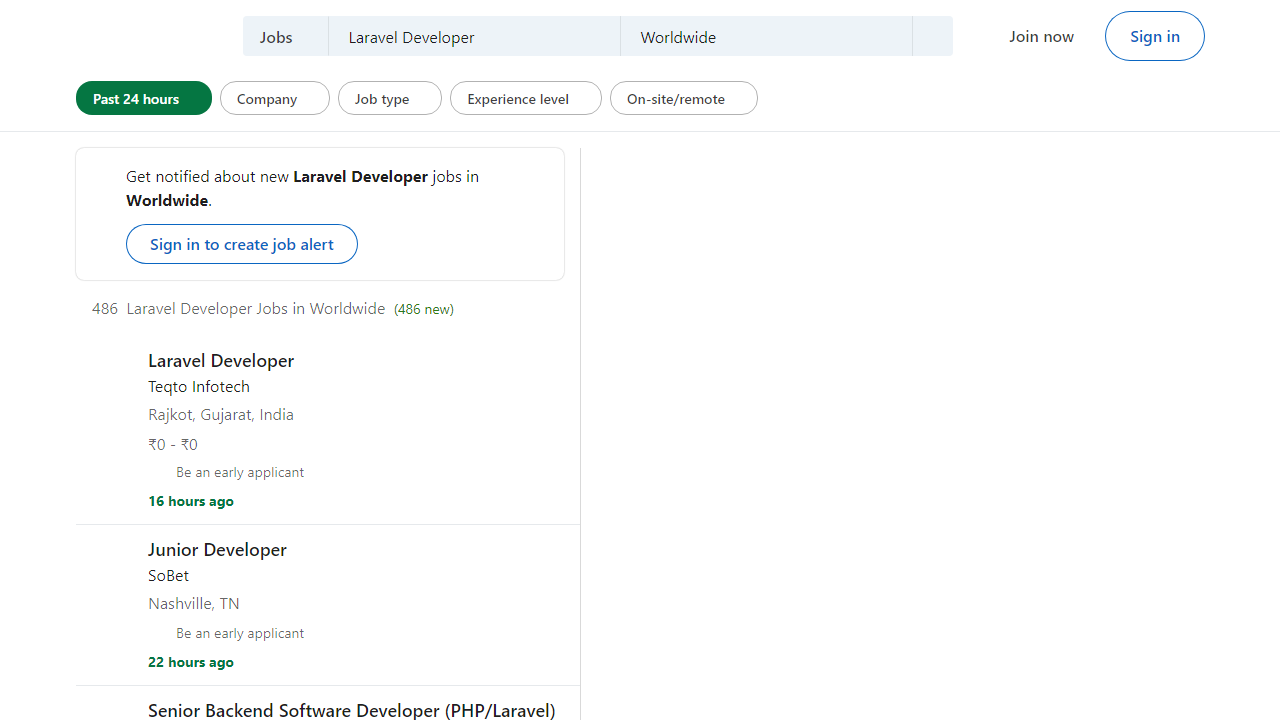 Jobs
Laravel Developer
Worldwide
Join now
Sign in
Past 24 hours
Company
Job type
Experience level
On-site/remote
Get notified about new Laravel Developer jobs in
Worldwide.
Sign in to create job alert
486 Laravel Developer Jobs in Worldwide (486 new)
Laravel Developer
Teqto Infotech
Rajkot, Gujarat, India
₹0 - ₹0
Be an early applicant
16 hours ago
Junior Developer
SoBet
Nashville, TN
Be an early applicant
22 hours ago
Senior Backend Software Developer (PHP/Laravel)